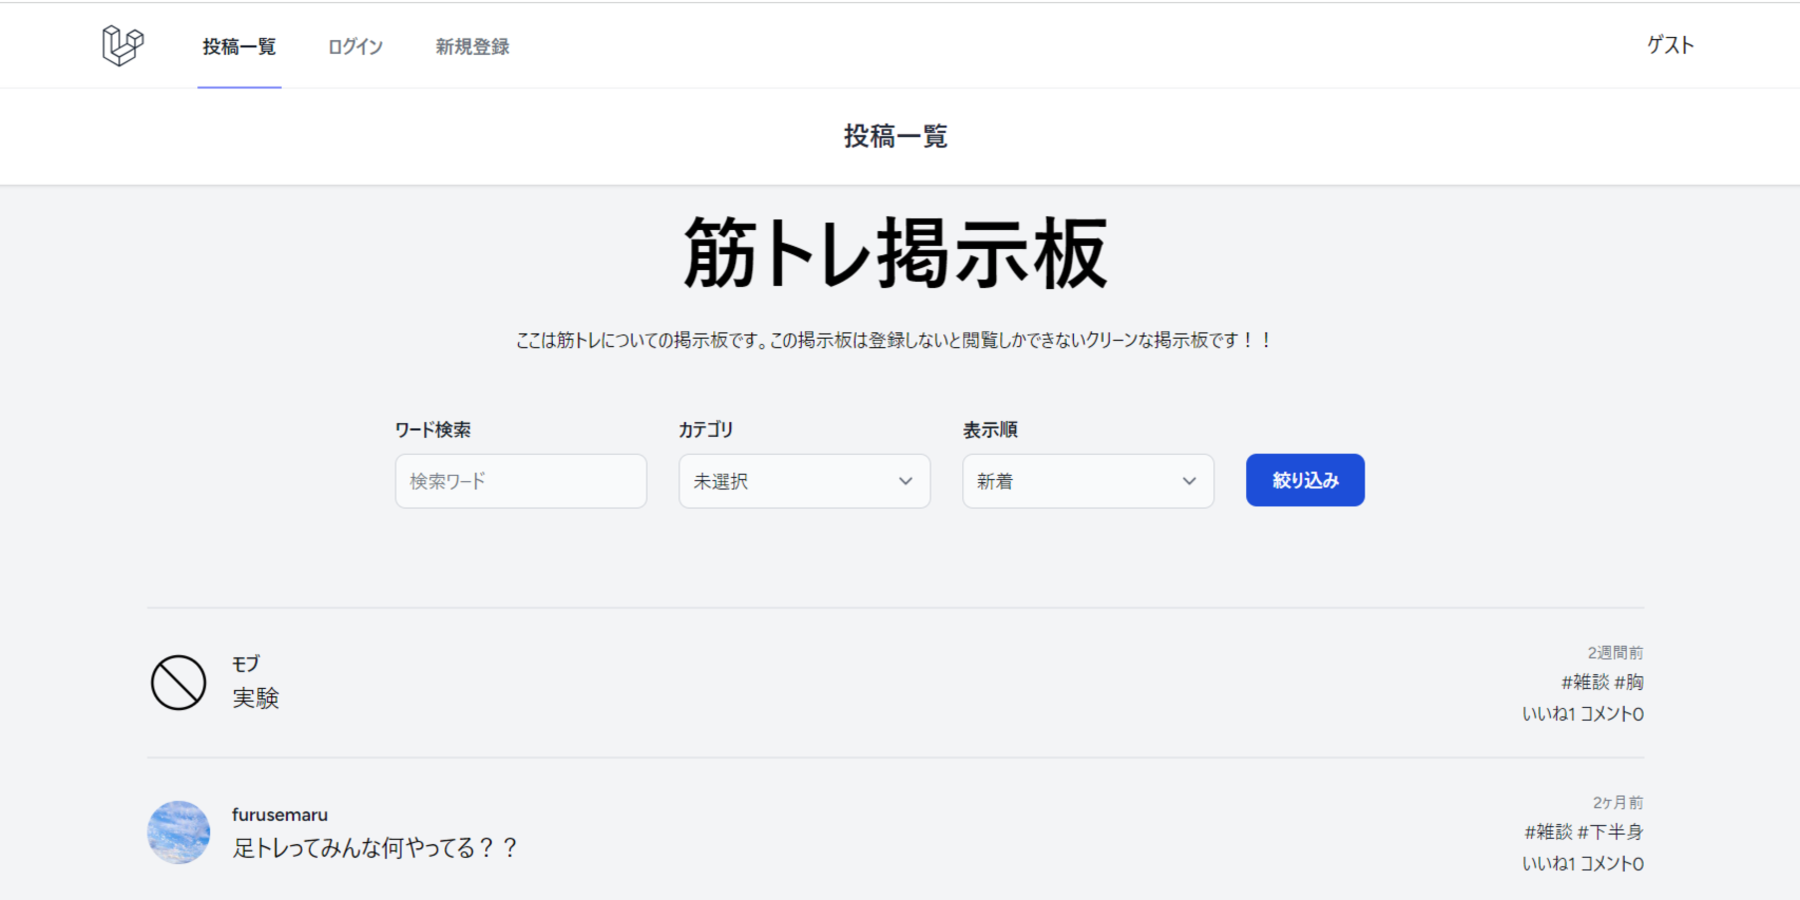 投稿一覧 ログイン 新規登録 ゲスト
投稿一覧
筋トレ掲示板
ここは筋トレについての掲示板です。この掲示板は登録しないと閲覧しかできないクリーンな掲示板です！！
ワード検索 カテゴリ 表示順
検索ワード 未選択 新着 絞り込み
モブ
実験
2週間前
#雑談 #胸
いいね1 コメント0
furusemaru
足トレってみんな何やってる？？
2ヶ月前
#雑談 #下半身
いいね1 コメント0